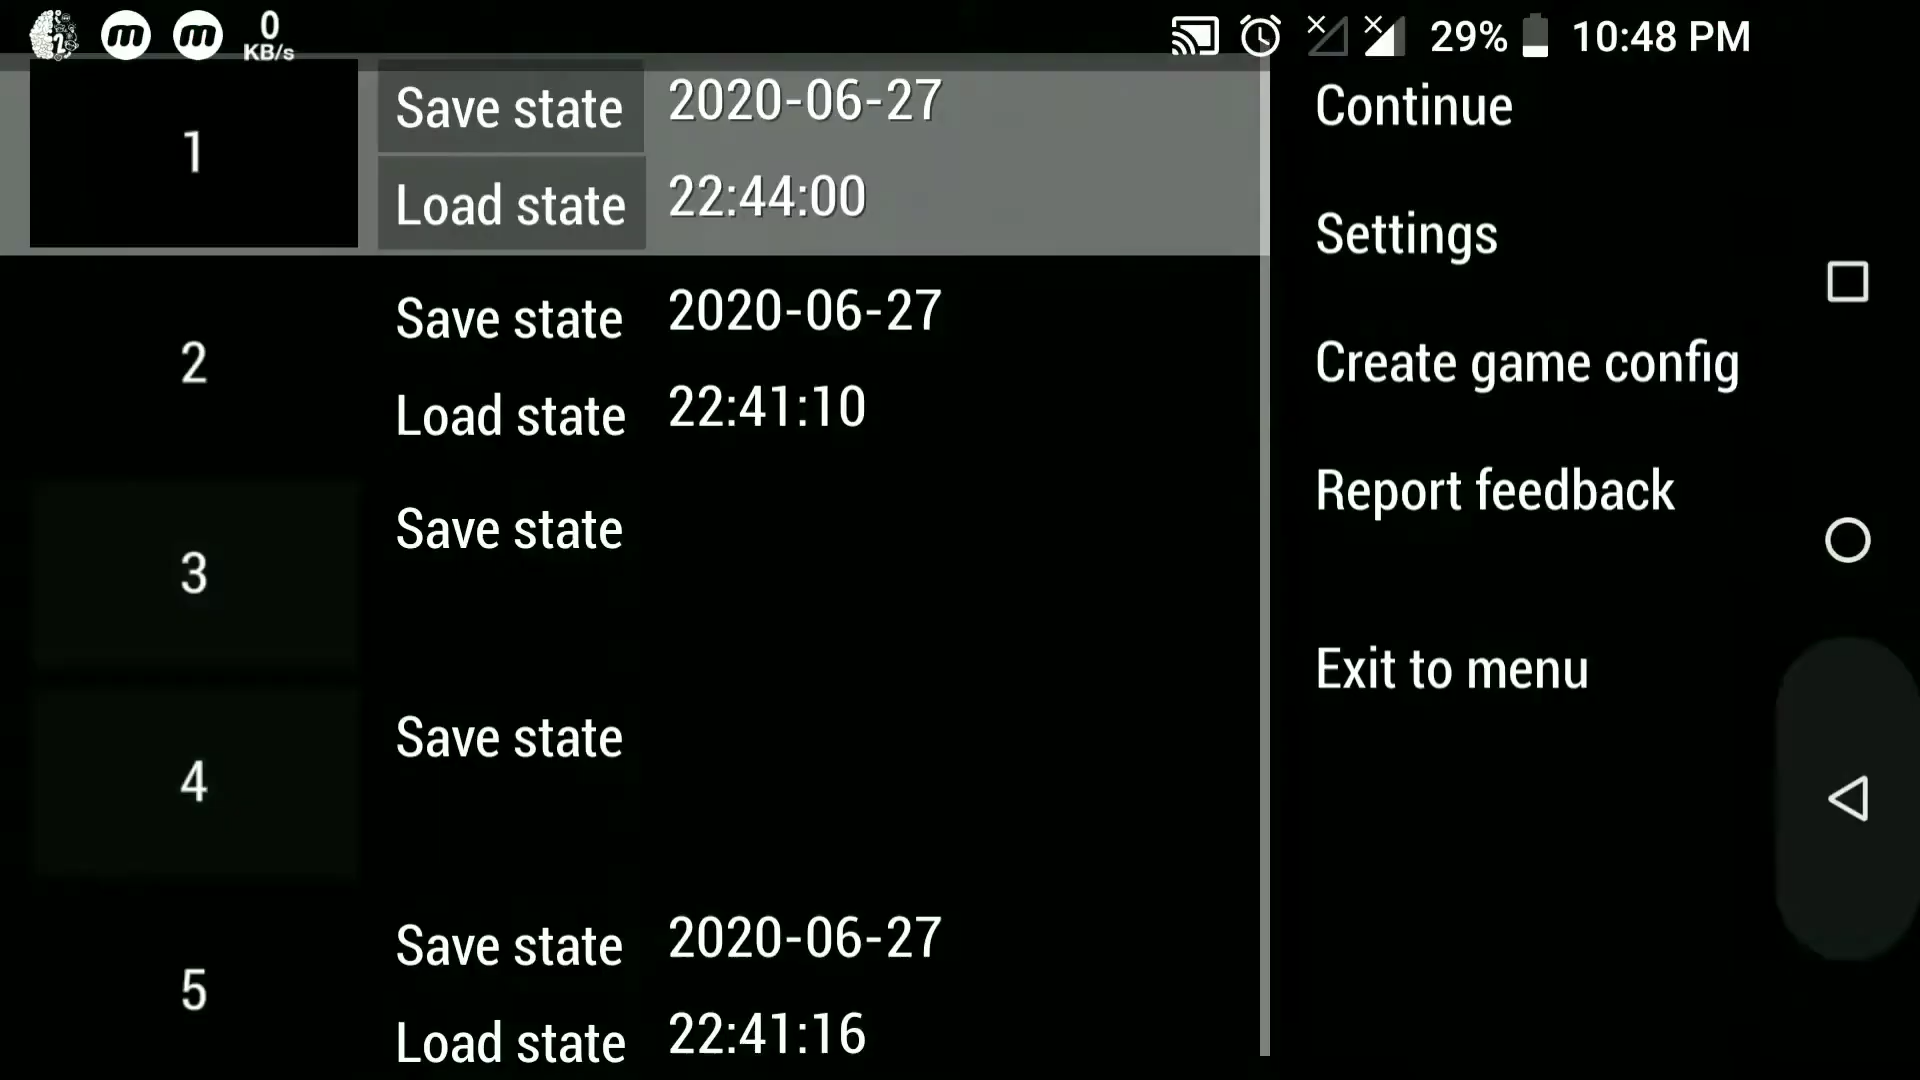 0
KB/s
29%
10:48 PM
1
Save state
2020-06-27
Load state
22:44:00
2
Save state
2020-06-27
Load state
22:41:10
3
Save state
4
Save state
5
Save state
2020-06-27
Load state
22:41:16
Continue
Settings
Create game config
Report feedback
Exit to menu